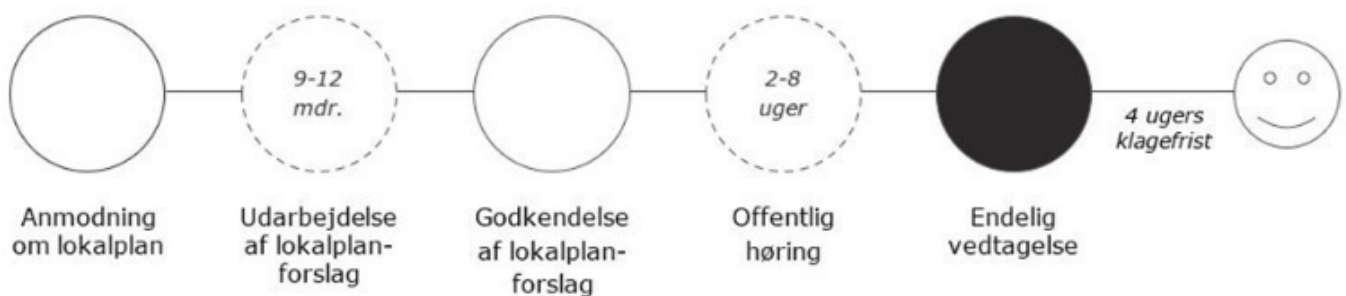 9-12
mdr.
2-8
uger
4 ugers
klagefrist
Anmodning
om lokalplan
Udarbejdelse
af lokalplan-
forslag
Godkendelse
af lokalplan-
forslag
Offentlig
høring
Endelig
vedtagelse